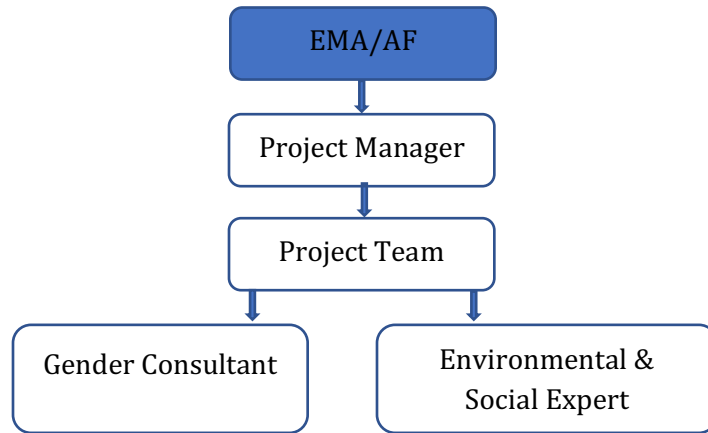 EMA/AF
Project Manager
Project Team
Gender Consultant
Environmental &
Social Expert